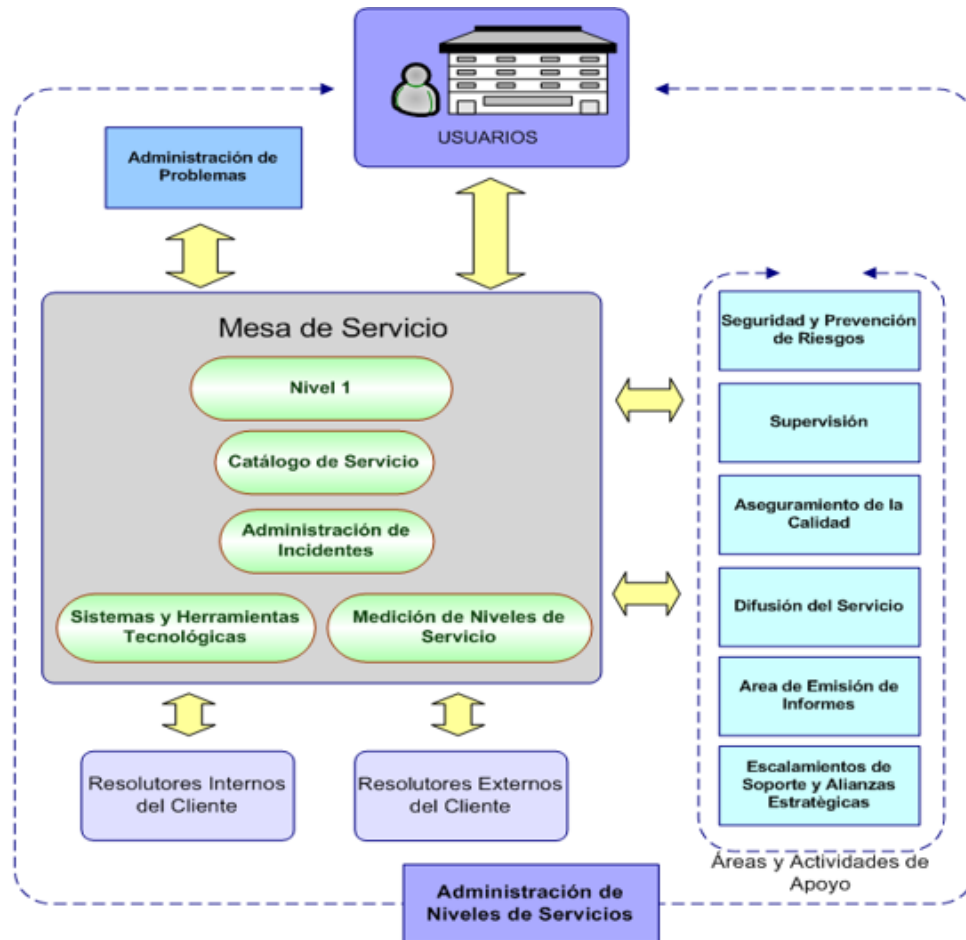 USUARIOS
Administración de
Problemas
Mesa de Servicio
Nivel 1
Catálogo de Servicio
Administración de
Incidentes
Sistemas y Herramientas
Tecnológicas
Medición de Niveles de
Servicio
Seguridad y Prevención
de Riesgos
Supervisión
Aseguramiento de la
Calidad
Difusión del Servicio
Area de Emisión de
Informes
Escalamientos de
Soporte y Alianzas
Estratègicas
Áreas y Actividades de
Apoyo
Resolutores Internos
del Cliente
Resolutores Externos
del Cliente
Administración de
Niveles de Servicios